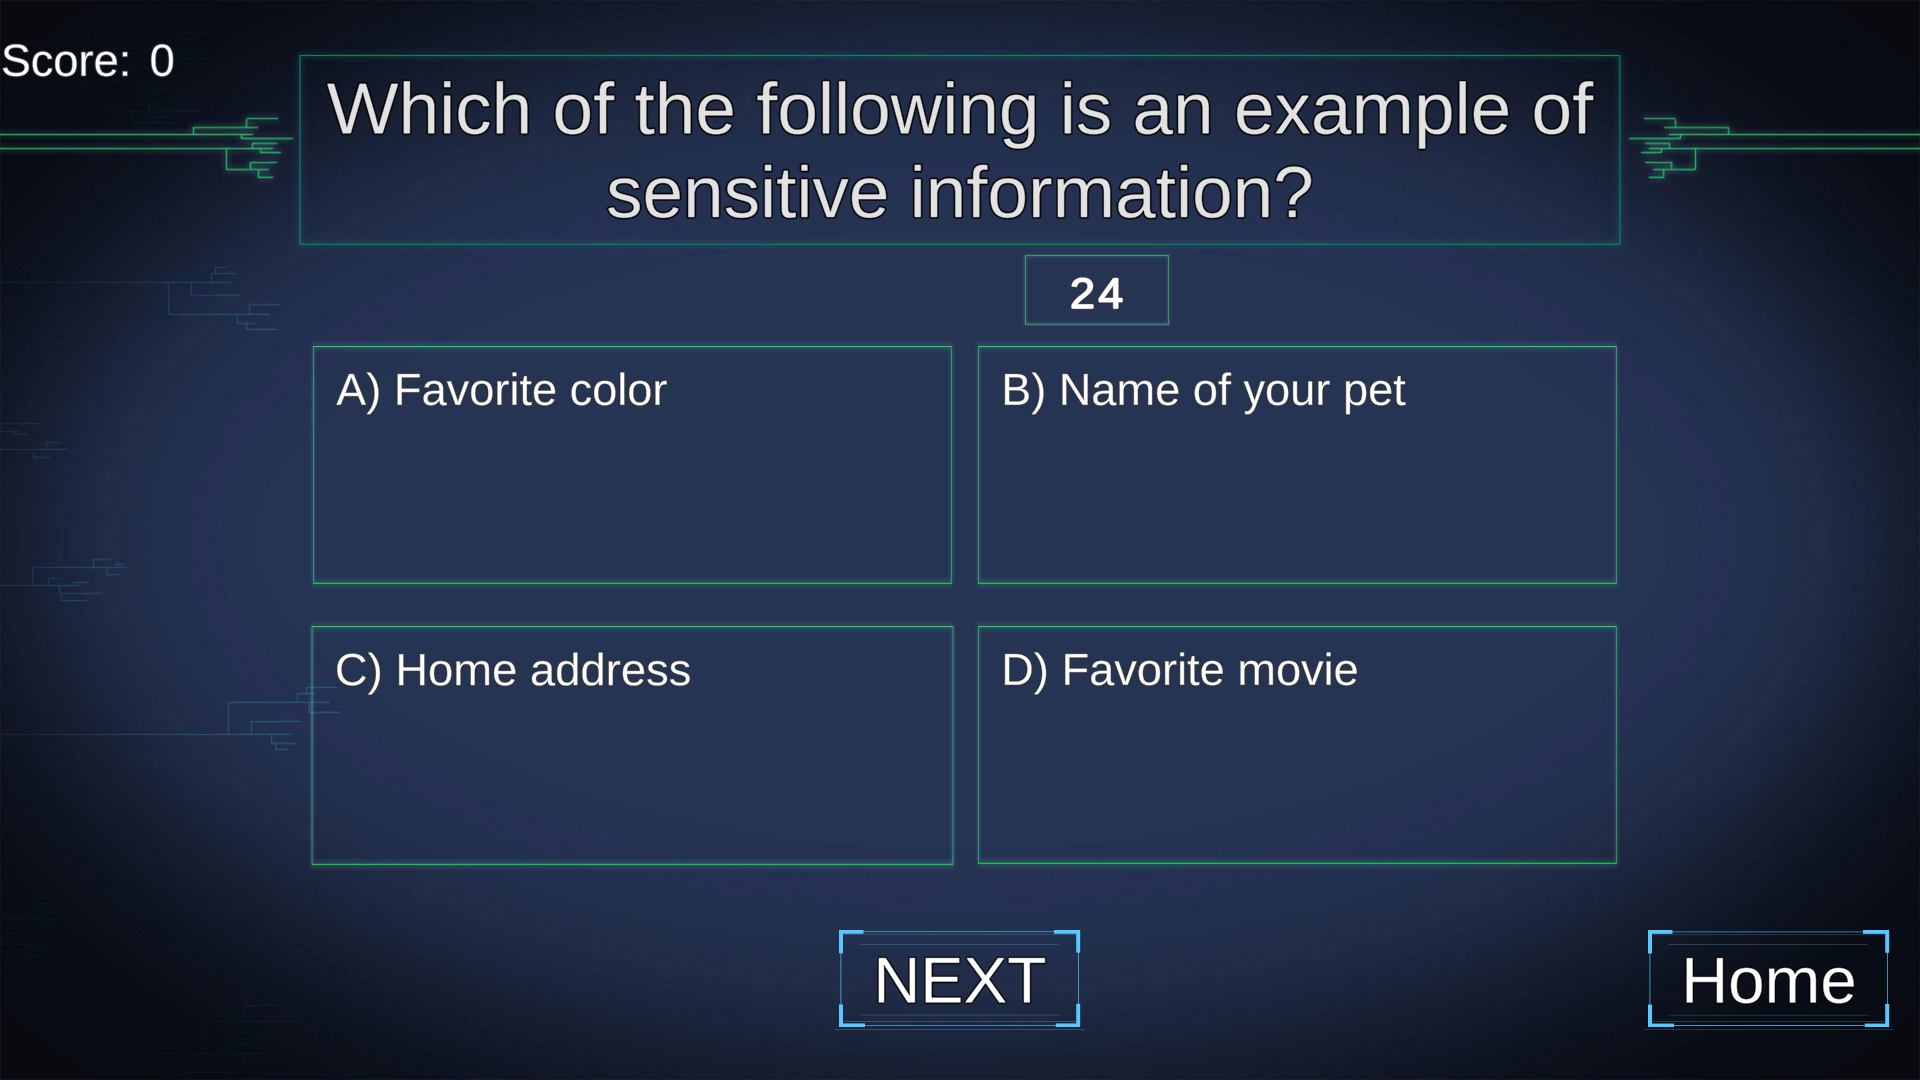 Score: 0
Which of the following is an example of
sensitive information?
24
A) Favorite color
B) Name of your pet
C) Home address
D) Favorite movie
NEXT
Home